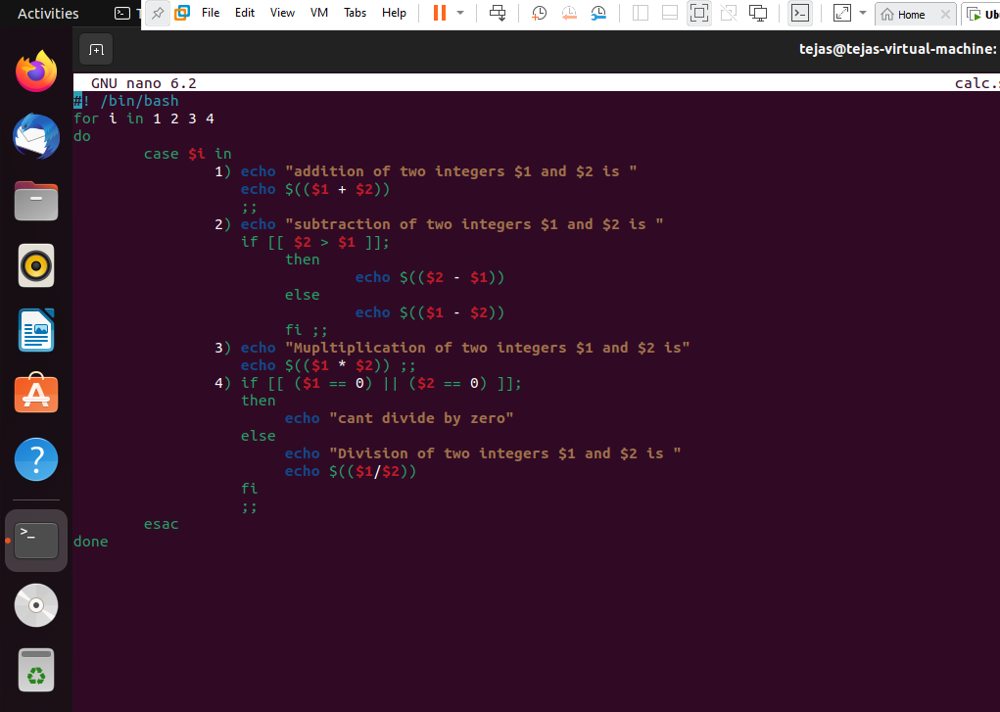 Activities
File Edit View VM Tabs Help
Home
tejas@tejas-virtual-machine:
GNU nano 6.2
#! /bin/bash
for i in 1 2 3 4
do
case $i in
1) echo "addition of two integers $1 and $2 is "
echo $(($1 + $2))
;;
2) echo "subtraction of two integers $1 and $2 is "
if [[ $2 > $1 ]];
then
echo $(($2 - $1))
else
echo $(($1 - $2))
fi ;;
3) echo "Mupltiplication of two integers $1 and $2 is"
echo $(($1 * $2)) ;;
4) if [[ ($1 == 0) || ($2 == 0) ]];
then
echo "cant divide by zero"
else
echo "Division of two integers $1 and $2 is "
echo $(($1/$2))
fi
;;
esac
done